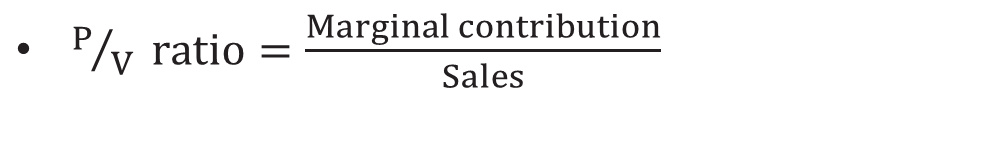 • P/V ratio = Marginal contribution / Sales